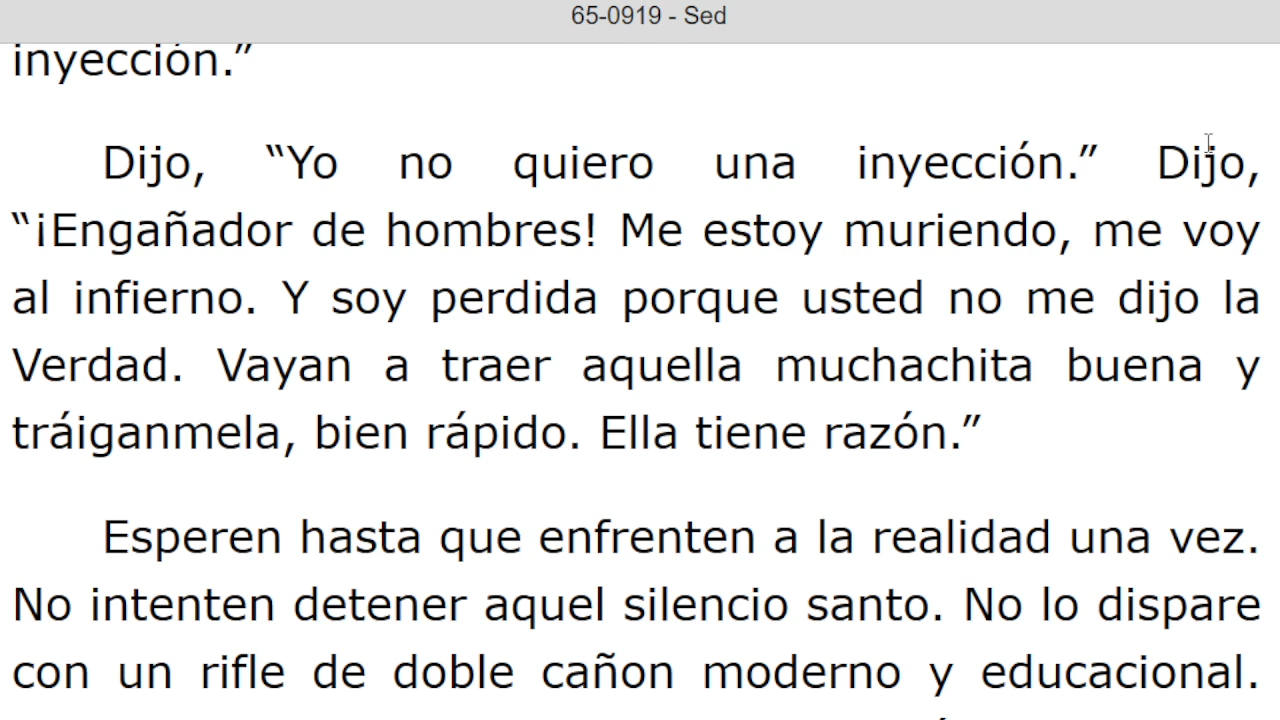 65-0919 - Sed
inyección.”
Dijo, “Yo no quiero una inyección.” Dijo,
“¡Engañador de hombres! Me estoy muriendo, me voy
al infierno. Y soy perdida porque usted no me dijo la
Verdad. Vayan a traer aquella muchachita buena y
tráiganmela, bien rápido. Ella tiene razón.”
Esperen hasta que enfrenten a la realidad una vez.
No intenten detener aquel silencio santo. No lo dispare
con un rifle de doble cañon moderno y educacional.